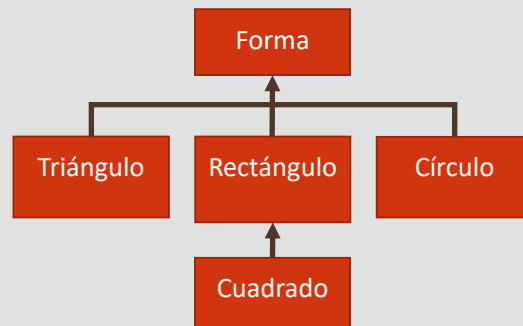 Forma
Triángulo
Rectángulo
Círculo
Cuadrado